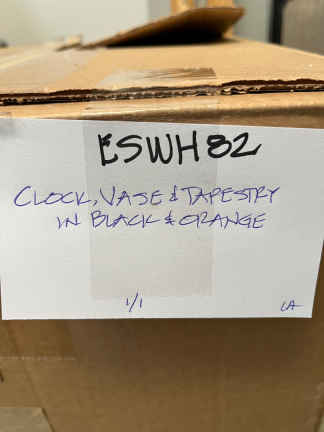 ESWH82
CLOCK, VASE & TAPESTRY
IN BLACK & ORANGE
1/1
LA